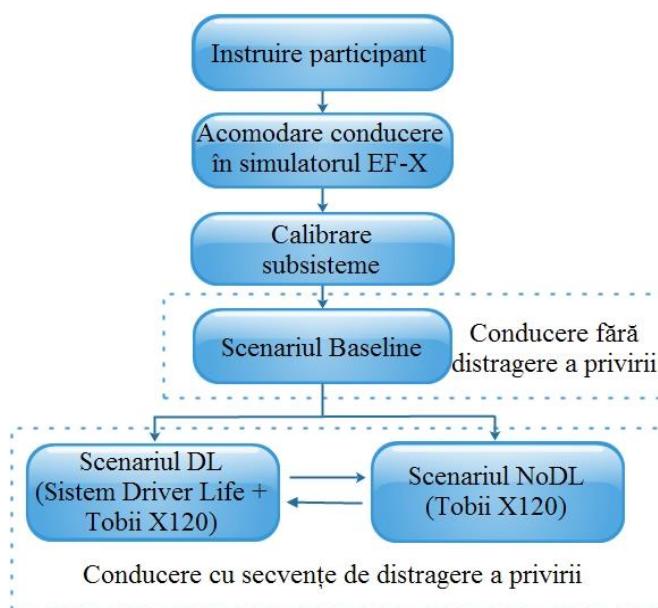 Instruire participant
Acomodare conducere
în simulatorul EF-X
Calibrare
subsisteme
Scenariul Baseline
Conducere fără
distragere a privirii
Scenariul DL
(Sistem Driver Life +
Tobii X120)
Scenariul NoDL
(Tobii X120)
Conducere cu secvențe de distragere a privirii